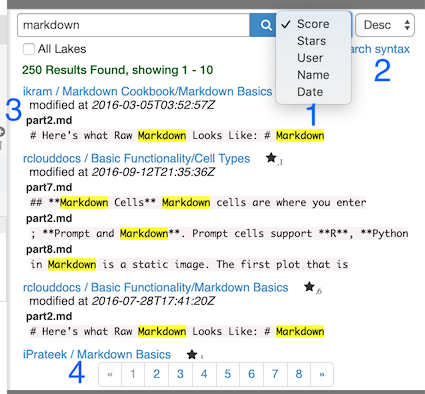 markdown
✓ Score
Stars
User
Name
Date
Desc
All Lakes
arch syntax
2
250 Results Found, showing 1 - 10
1
3
ikram / Markdown Cookbook/Markdown Basics
modified at 2016-03-05T03:52:57Z
part2.md
# Here's what Raw Markdown Looks Like: # Markdown
rclouddocs / Basic Functionality/Cell Types ★,1
modified at 2016-09-12T21:35:36Z
part7.md
## **Markdown Cells** Markdown cells are where you enter
part2.md
; **Prompt and Markdown**. Prompt cells support **R**, **Python
part8.md
in Markdown is a static image. The first plot that is
rclouddocs / Basic Functionality/Markdown Basics ★,6
modified at 2016-07-28T17:41:20Z
part2.md
# Here's what Raw Markdown Looks Like: # Markdown
iPrateek / Markdown Basics ★
4
« 1 2 3 4 5 6 7 8 »